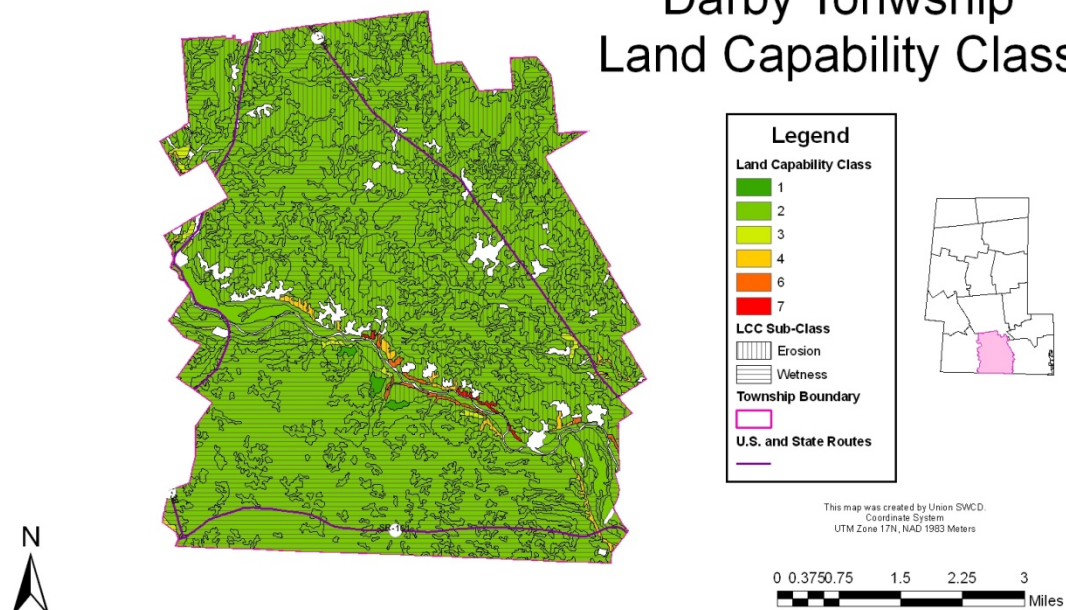 Darby Tonwship
Land Capability Class
Legend
Land Capability Class
1
2
3
4
6
7
LCC Sub-Class
Erosion
Wetness
Township Boundary
U.S. and State Routes
This map was created by Union SWCD.
Coordinate System
UTM Zone 17N, NAD 1983 Meters
N
0 0.375 0.75 1.5 2.25 3
Miles